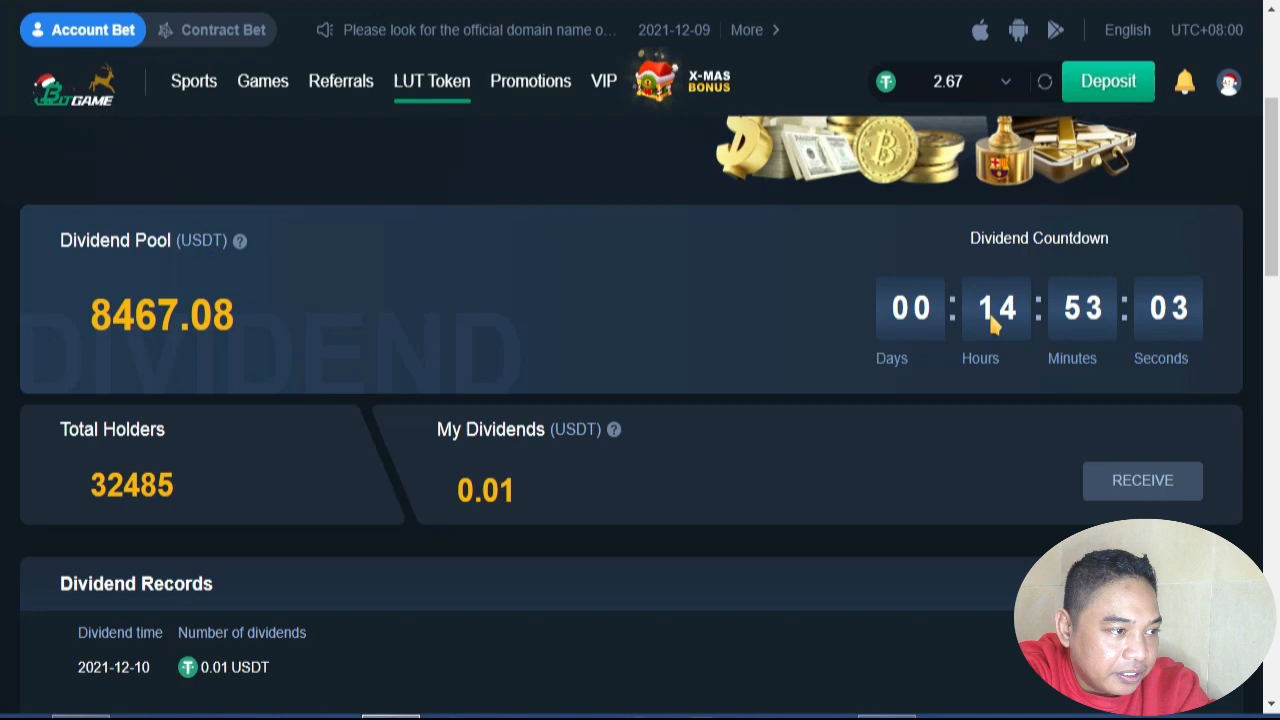 Account Bet
Contract Bet
Please look for the official domain name o...
2021-12-09
More
English
UTC+08:00
BTGAME
Sports
Games
Referrals
LUT Token
Promotions
VIP
X-MAS
BONUS
2.67
Deposit
Dividend Pool (USDT) ?
8467.08
DIVIDEND
Dividend Countdown
00 : 14 : 53 : 03
Days
Hours
Minutes
Seconds
Total Holders
32485
My Dividends (USDT) ?
0.01
RECEIVE
Dividend Records
Dividend time
Number of dividends
2021-12-10
0.01 USDT